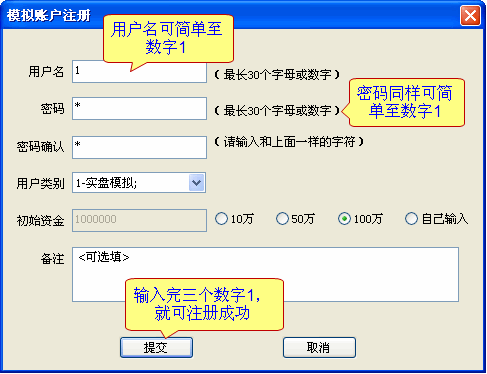 模拟账户注册
用户名可简单至
数字1
用户名 1 （最长30个字母或数字）
密码 * （最长30个字母或数字）
密码同样可简
单至数字1
密码确认 * （请输入和上面一样的字符）
用户类别 1-实盘模拟;
初始资金 1000000 10万 50万 100万 自己输入
备注 <可选填>
输入完三个数字1，
就可注册成功
提交 取消